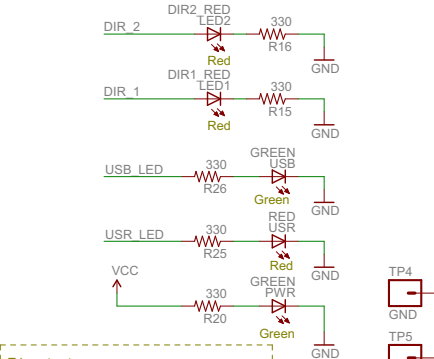 DIR2_RED
LED2
DIR_2
330
R16
Red
GND
DIR1_RED
LED1
DIR_1
330
R15
Red
GND
USB_LED
330
R26
GREEN
USB
Green
GND
USR_LED
330
R25
RED
USR
Red
GND
VCC
330
R20
GREEN
PWR
Green
GND
TP4
GND
TP5